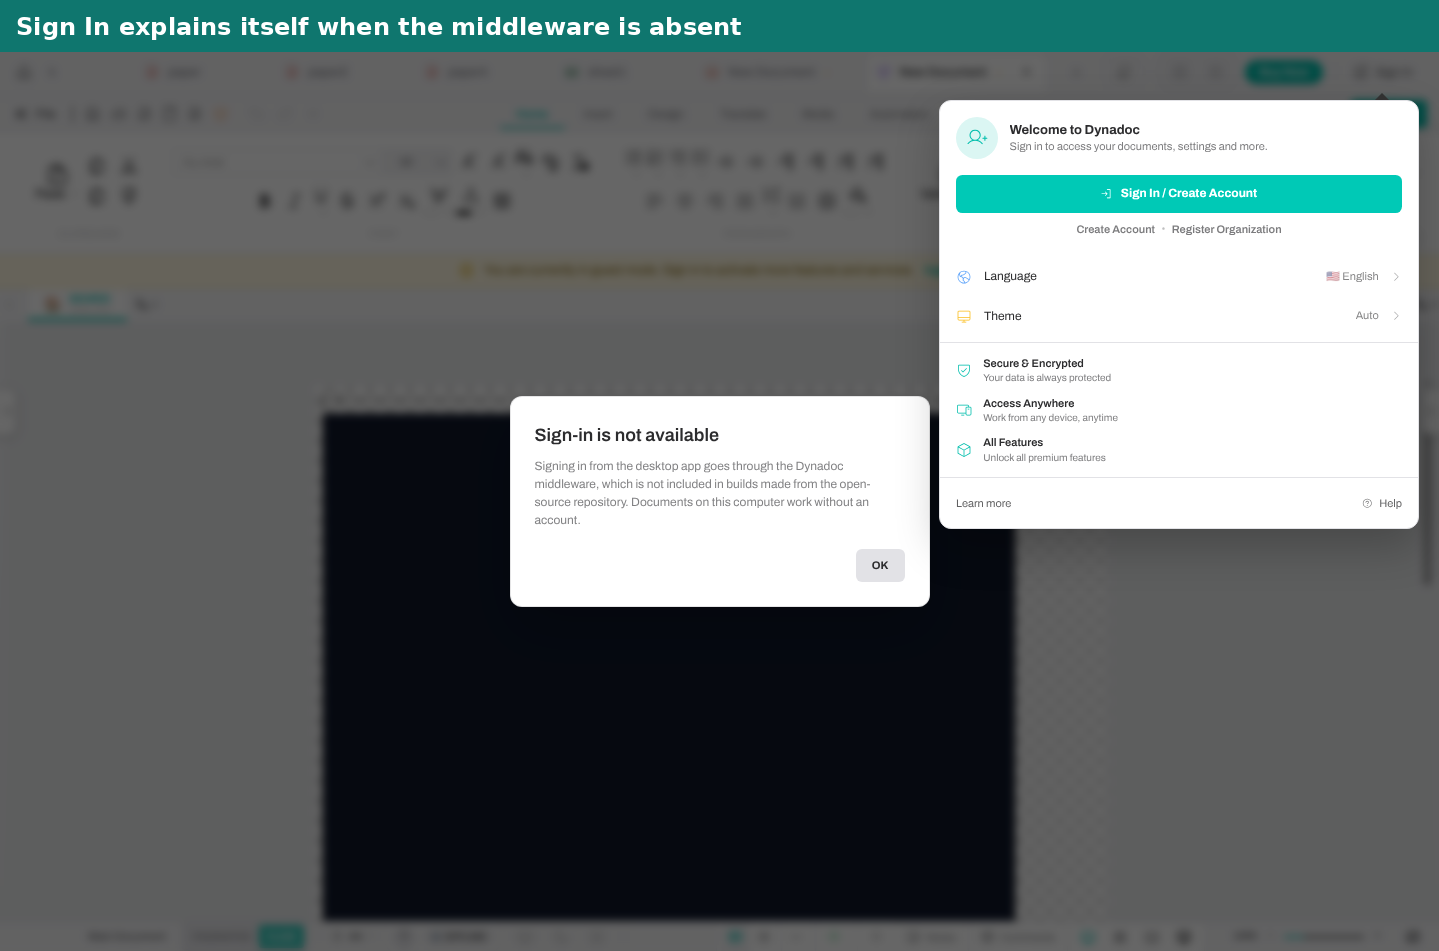 Sign In explains itself when the middleware is absent
Welcome to Dynadoc
Sign in to access your documents, settings and more.
Sign In / Create Account
Create Account • Register Organization
Language
English
Theme
Auto
Secure & Encrypted
Your data is always protected
Access Anywhere
Work from any device, anytime
All Features
Unlock all premium features
Learn more
Help
Sign-in is not available
Signing in from the desktop app goes through the Dynadoc
middleware, which is not included in builds made from the open-
source repository. Documents on this computer work without an
account.
OK